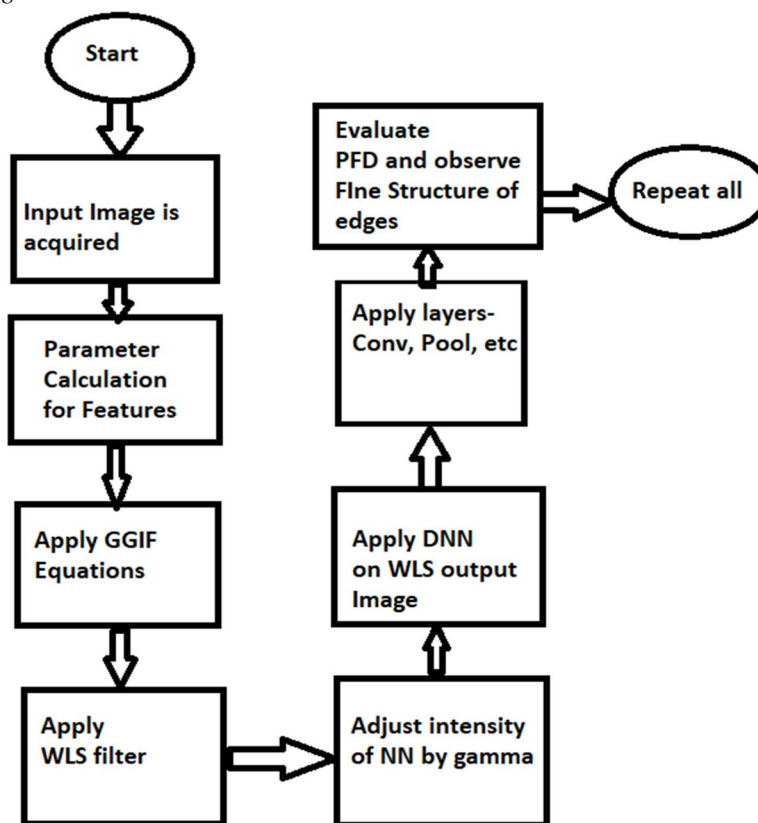 Start
Input Image is
acquired
Parameter
Calculation
for Features
Apply GGIF
Equations
Apply
WLS filter
Adjust intensity
of NN by gamma
Apply DNN
on WLS output
Image
Apply layers-
Conv, Pool, etc
Evaluate
PFD and observe
FIne Structure of
edges
Repeat all